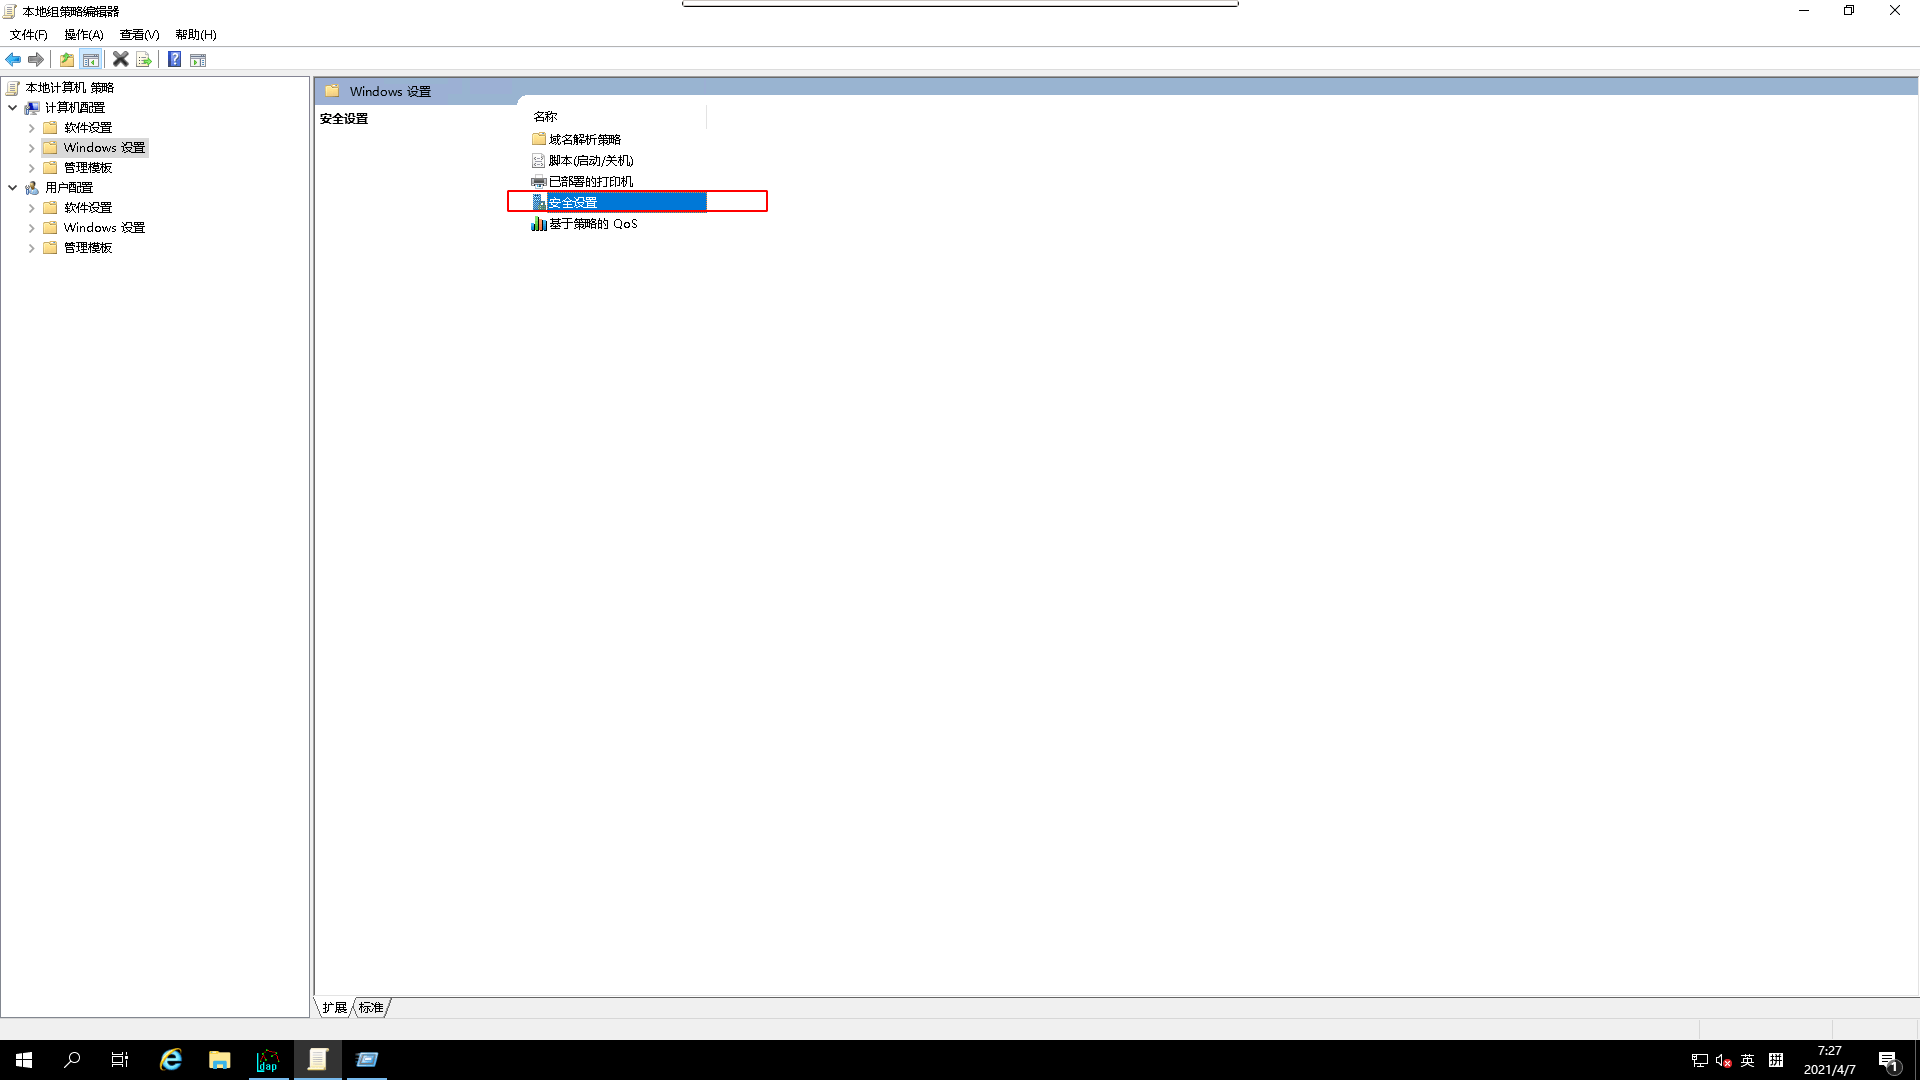 本地组策略编辑器
文件(F) 操作(A) 查看(V) 帮助(H)
本地计算机 策略
计算机配置
软件设置
Windows 设置
管理模板
用户配置
软件设置
Windows 设置
管理模板
Windows 设置
安全设置
名称
域名解析策略
脚本(启动/关机)
已部署的打印机
安全设置
基于策略的 QoS
扩展 标准
dap
英 拼
7:27
2021/4/7
1